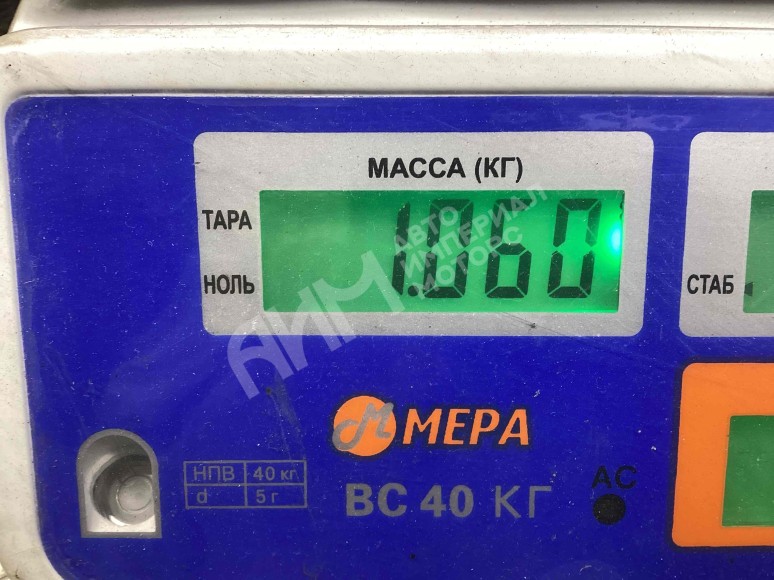 МАССА (КГ)
ТАРА
НОЛЬ
1.060
СТАБ
АИМ АВТО ИМПЕРИАЛ МОТОРС
МЕРА
НПВ 40 кг
d 5 г
ВС 40 КГ
AC